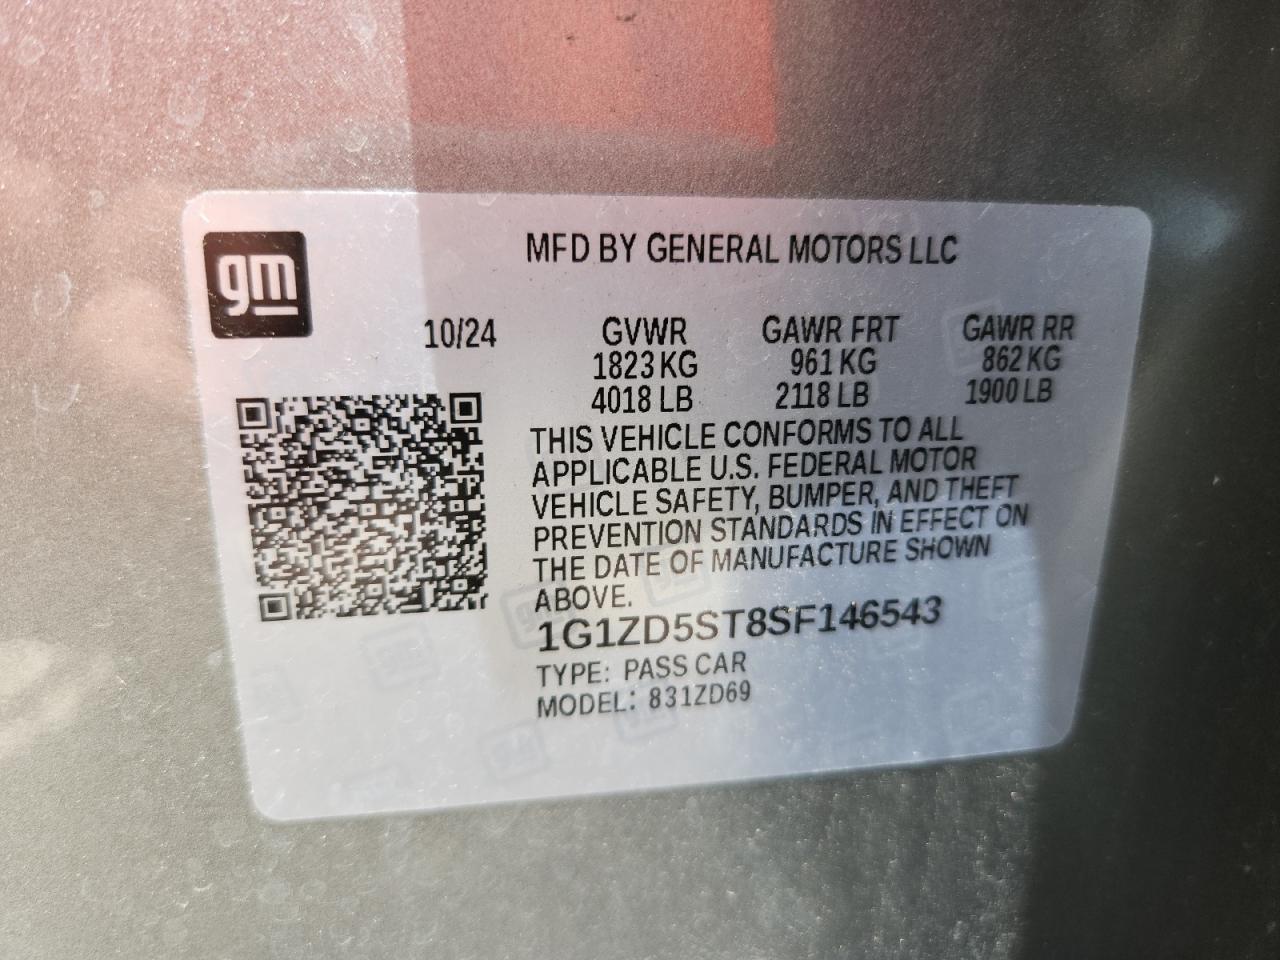 gm
MFD BY GENERAL MOTORS LLC
10/24 GVWR GAWR FRT GAWR RR
1823 KG 961 KG 862 KG
4018 LB 2118 LB 1900 LB
THIS VEHICLE CONFORMS TO ALL
APPLICABLE U.S. FEDERAL MOTOR
VEHICLE SAFETY, BUMPER, AND THEFT
PREVENTION STANDARDS IN EFFECT ON
THE DATE OF MANUFACTURE SHOWN
ABOVE.
1G1ZD5ST8SF146543
TYPE: PASS CAR
MODEL: 831ZD69